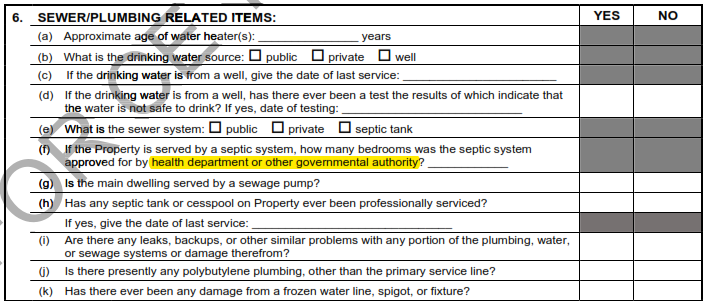 6. SEWER/PLUMBING RELATED ITEMS: YES NO
(a) Approximate age of water heater(s): _______________ years
(b) What is the drinking water source: ☐ public ☐ private ☐ well
(c) If the drinking water is from a well, give the date of last service: _______________________
(d) If the drinking water is from a well, has there ever been a test the results of which indicate that
the water is not safe to drink? If yes, date of testing: ___________________________
(e) What is the sewer system: ☐ public ☐ private ☐ septic tank
(f) If the Property is served by a septic system, how many bedrooms was the septic system
approved for by health department or other governmental authority? ____________
(g) Is the main dwelling served by a sewage pump?
(h) Has any septic tank or cesspool on Property ever been professionally serviced?
If yes, give the date of last service: ______________________________
(i) Are there any leaks, backups, or other similar problems with any portion of the plumbing, water,
or sewage systems or damage therefrom?
(j) Is there presently any polybutylene plumbing, other than the primary service line?
(k) Has there ever been any damage from a frozen water line, spigot, or fixture?
OR CE